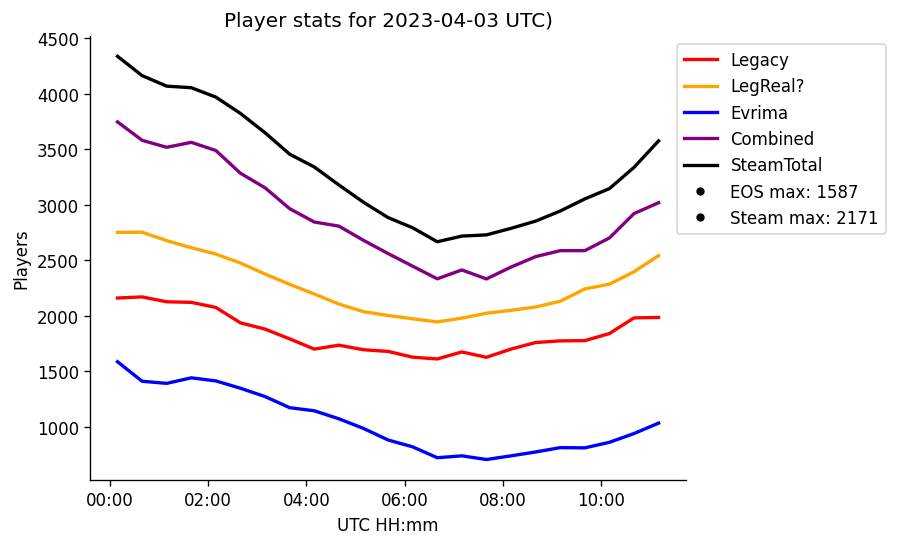 Player stats for 2023-04-03 UTC)
4500
4000
3500
3000
2500
2000
1500
1000
Players
00:00 02:00 04:00 06:00 08:00 10:00
UTC HH:mm
Legacy
LegReal?
Evrima
Combined
SteamTotal
EOS max: 1587
Steam max: 2171